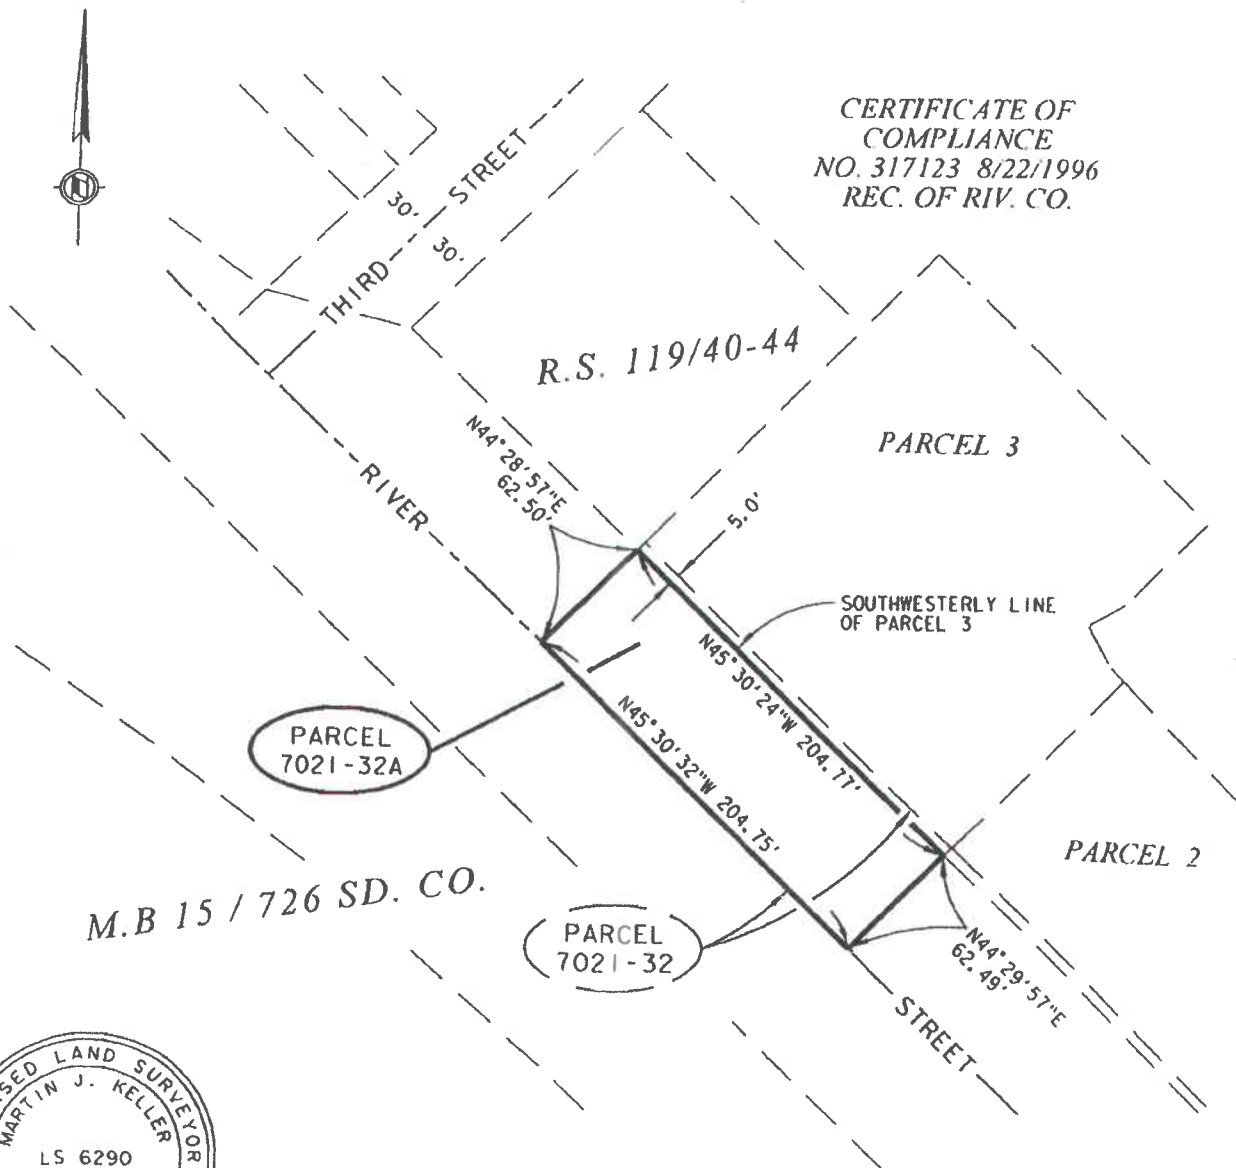 CERTIFICATE OF
COMPLIANCE
NO. 317123 8/22/1996
REC. OF RIV. CO.
THIRD STREET
30'
30'
R.S. 119/40-44
PARCEL 3
N44°28'57"E
62.50'
RIVER
5.0'
SOUTHWESTERLY LINE
OF PARCEL 3
N45°30'24"W 204.77'
N45°30'32"W 204.75'
PARCEL
7021-32A
PARCEL 2
M.B 15 / 726 SD. CO.
PARCEL
7021-32
N44°29'57"E
62.49'
STREET
SED LAND SURVEYOR
MARTIN J. KELLER
LS 6290